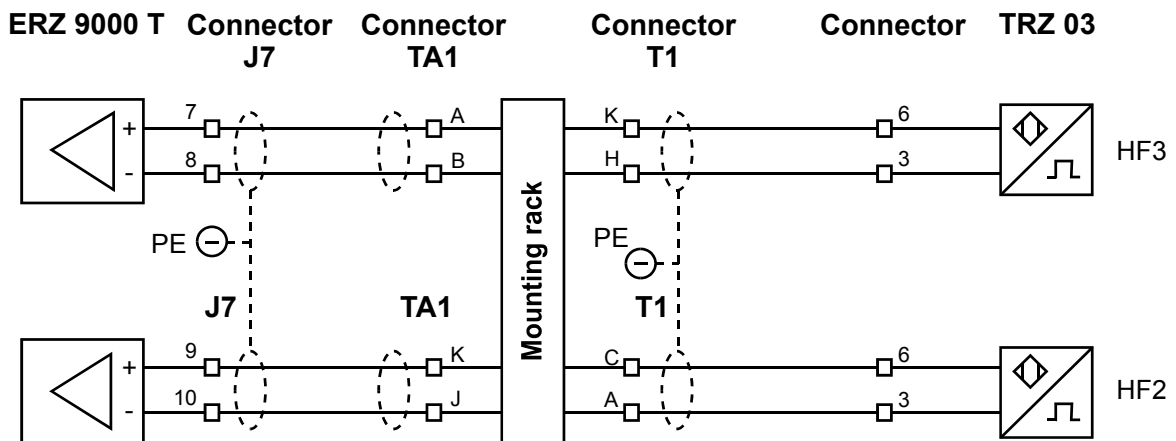 ERZ 9000 T Connector Connector Connector Connector TRZ 03
J7 TA1 T1
7 A K 6
+
8 B H 3
-
HF3
PE PE
Mounting rack
J7 TA1 T1
9 K C 6
+
10 J A 3
-
HF2